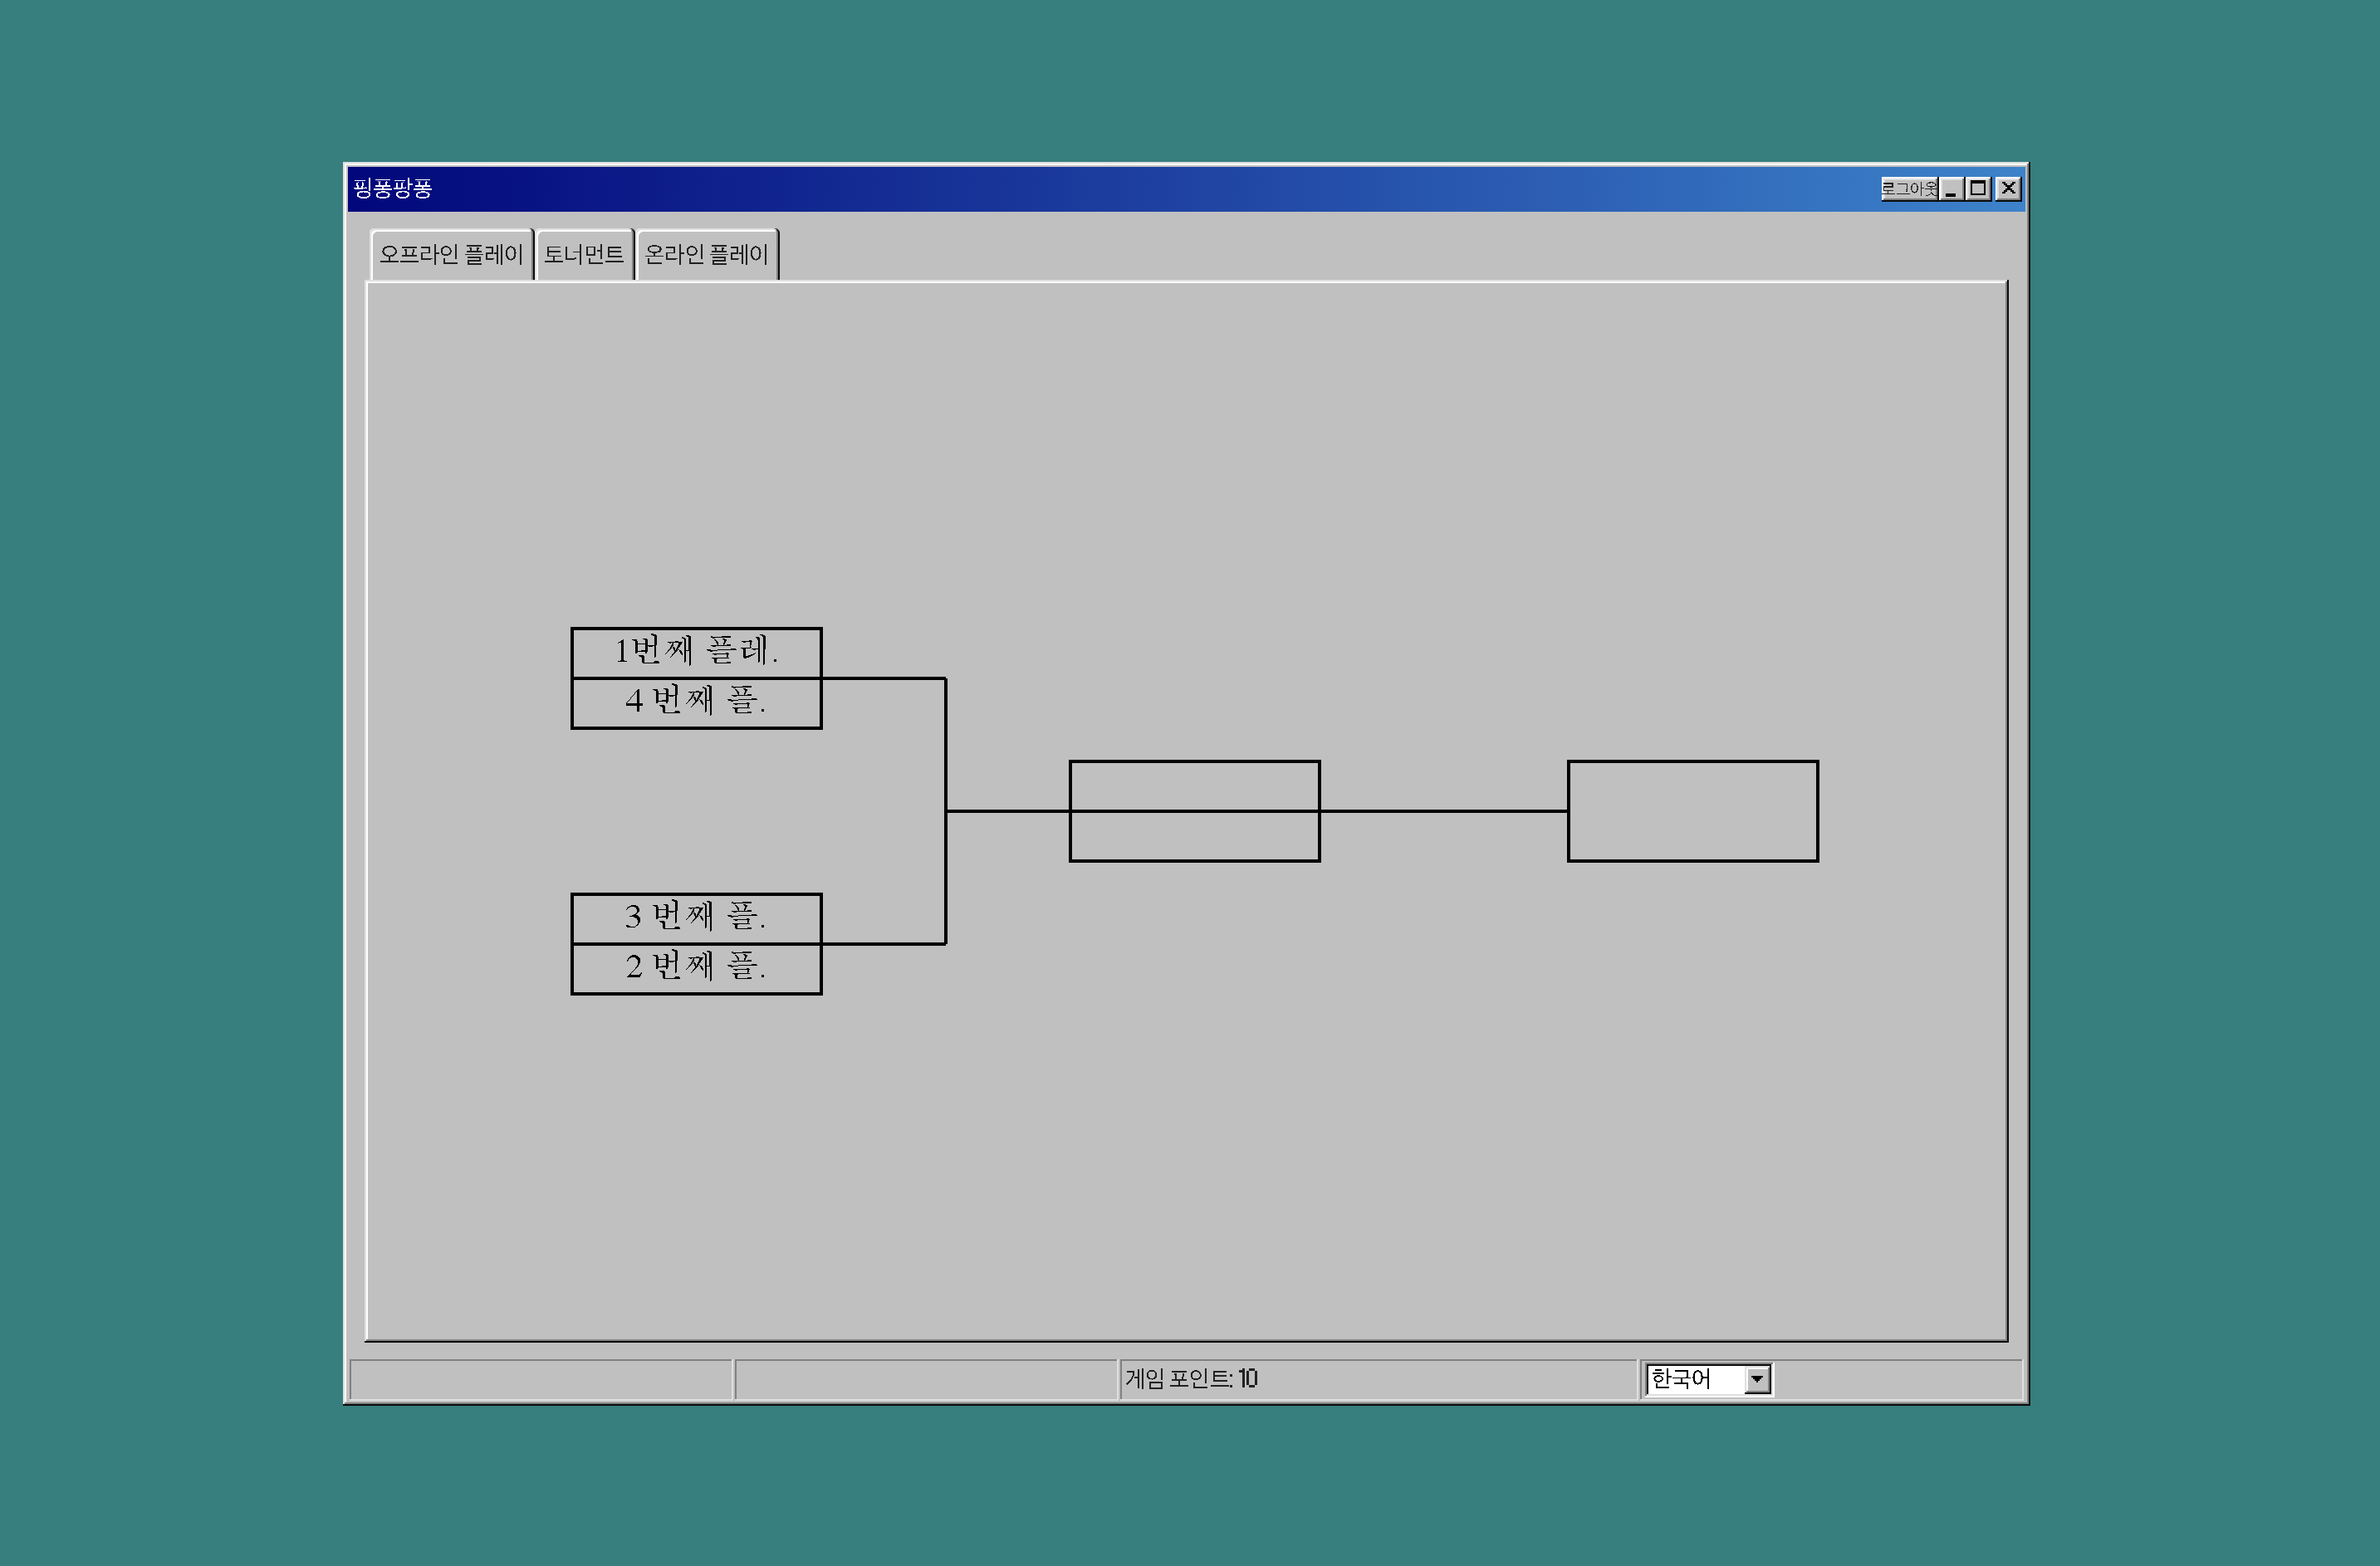 핑퐁팡퐁
로그아웃
오프라인 플레이
토너먼트
온라인 플레이
1번째 플레.
4 번째 플.
3 번째 플.
2 번째 플.
게임 포인트: 10
한국어